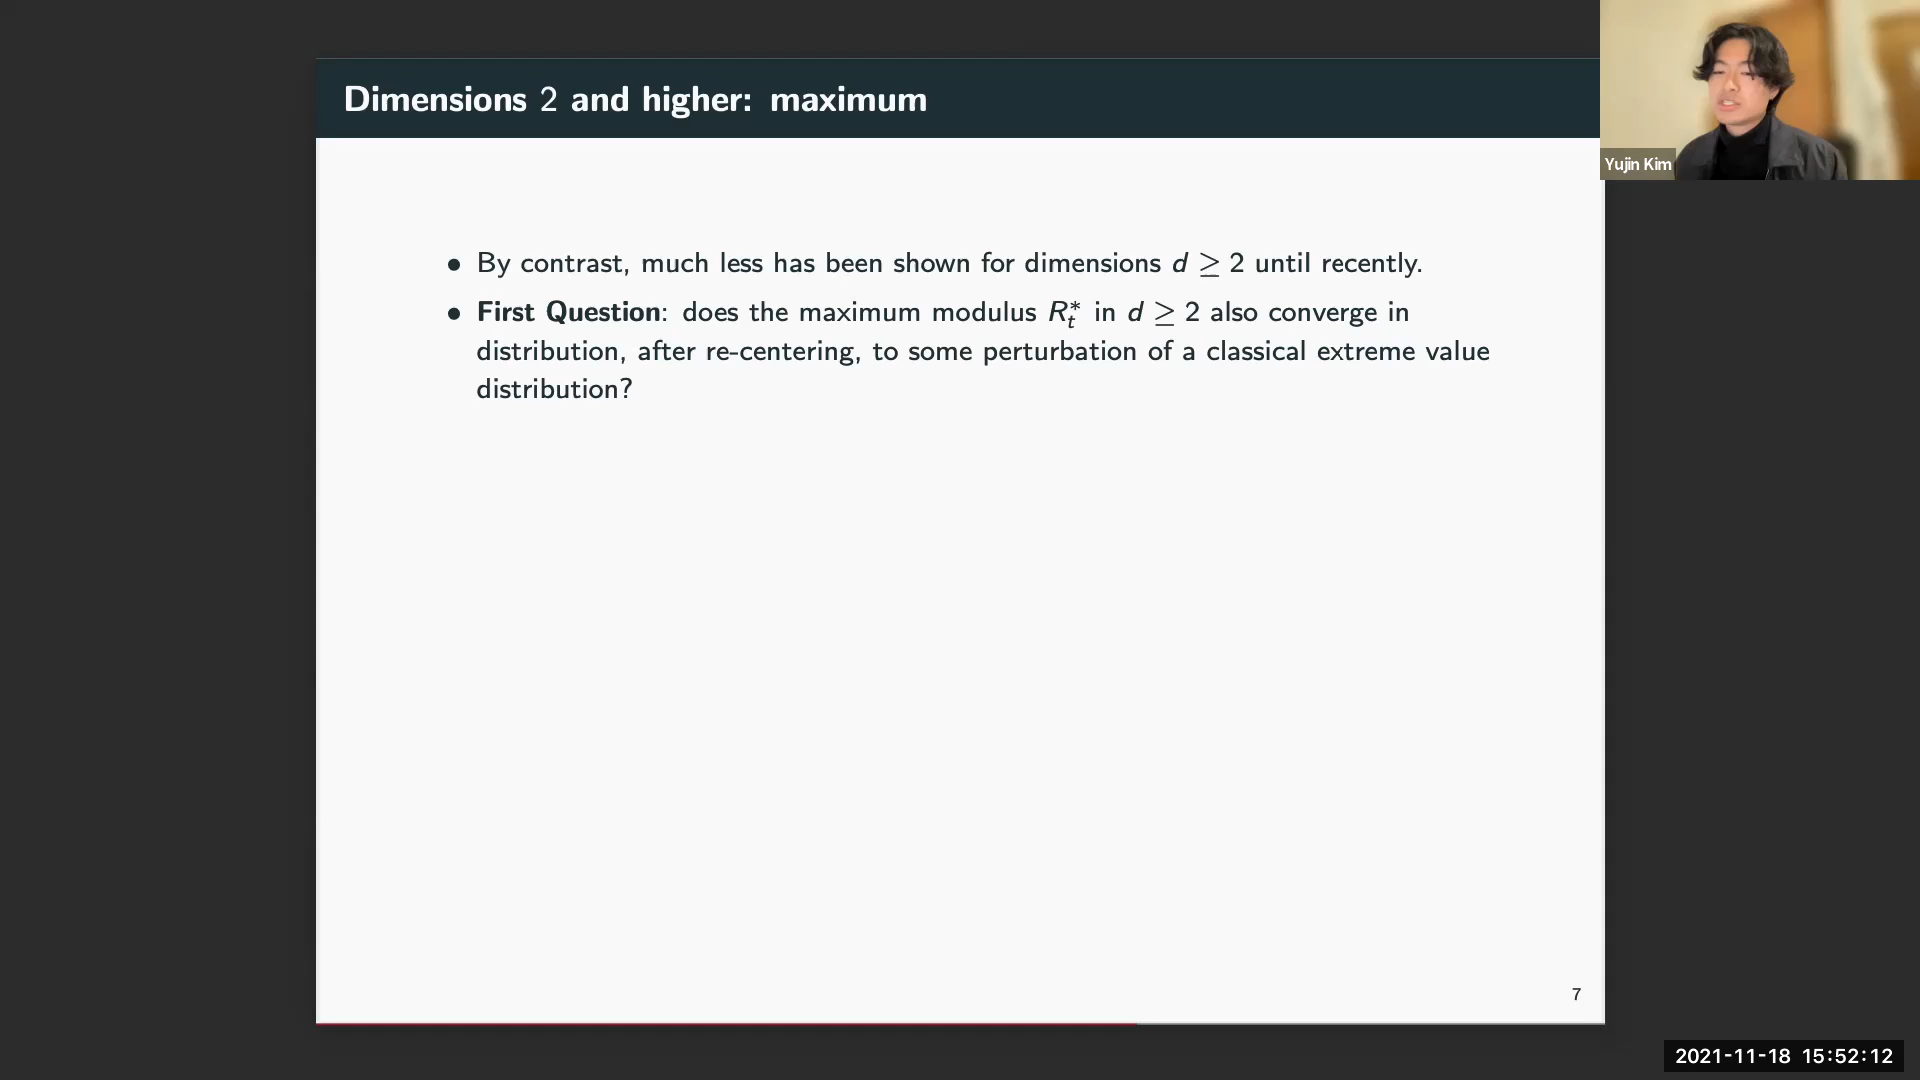 Dimensions 2 and higher: maximum
Yujin Kim
• By contrast, much less has been shown for dimensions d ≥ 2 until recently.
• First Question: does the maximum modulus R*ₜ in d ≥ 2 also converge in
distribution, after re-centering, to some perturbation of a classical extreme value
distribution?
7
2021-11-18 15:52:12